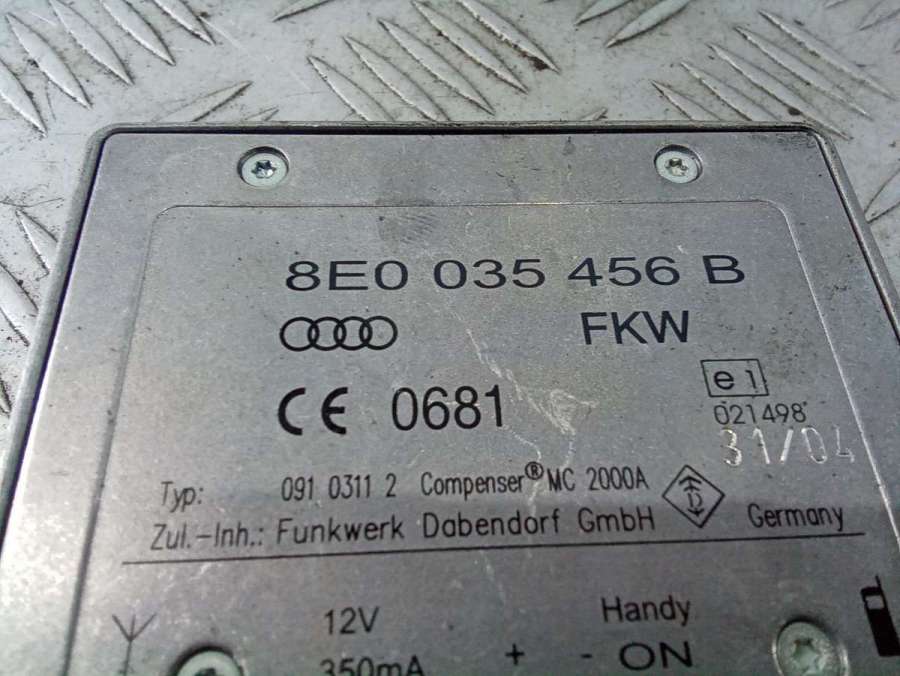 8E0 035 456 B
FKW
CE 0681
e1
021498
31/04
Typ: 091 0311 2 Compenser® MC 2000A
Zul.-Inh.: Funkwerk Dabendorf GmbH Germany
12V Handy
350mA + - ON